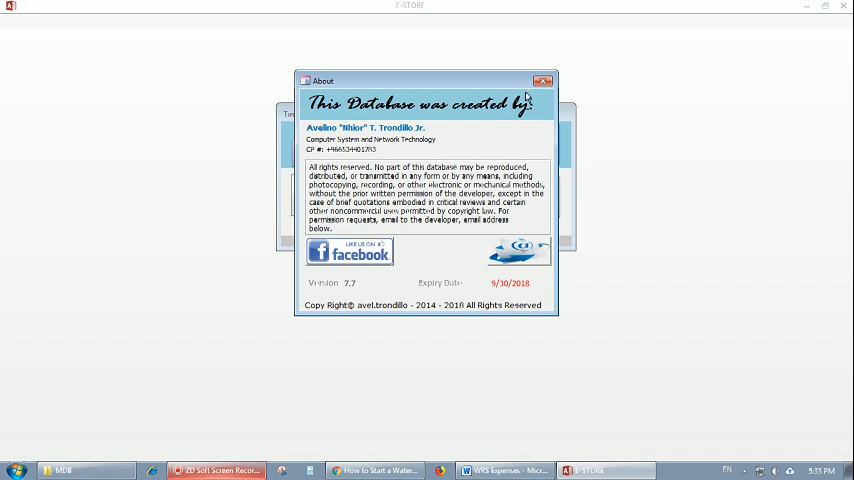 E-STORE
About
This Database was created by:
Avelino "Nhior" T. Trondillo Jr.
Computer System and Network Technology
CP #: +966534401783
All rights reserved. No part of this database may be reproduced,
distributed, or transmitted in any form or by any means, including
photocopying, recording, or other electronic or mechanical methods,
without the prior written permission of the developer, except in the
case of brief quotations embodied in critical reviews and certain
other noncommercial uses permitted by copyright law. For
permission requests, email to the developer, email address
below.
LIKE US ON
facebook
Version 7.7 Expiry Date 9/30/2018
Copy Right© avel.trondillo - 2014 - 2018 All Rights Reserved
MDB ZD Soft Screen Recor... How to Start a Water... WRS Expenses - Micr... E-STORE EN 5:33 PM